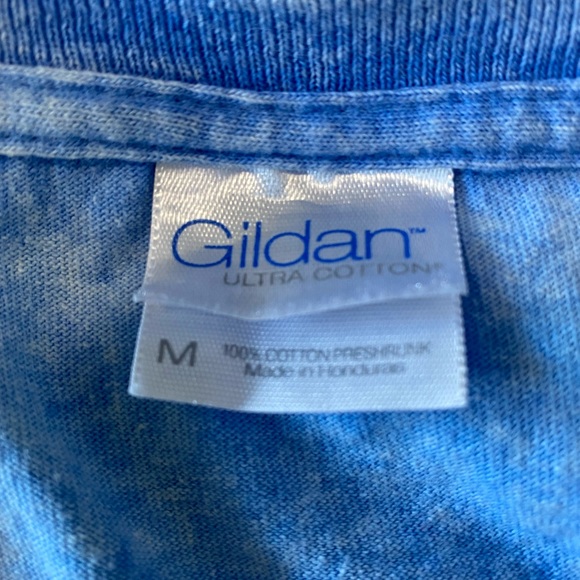 Gildan™
ULTRA COTTON®
M
100% COTTON PRESHRUNK
Made in Honduras